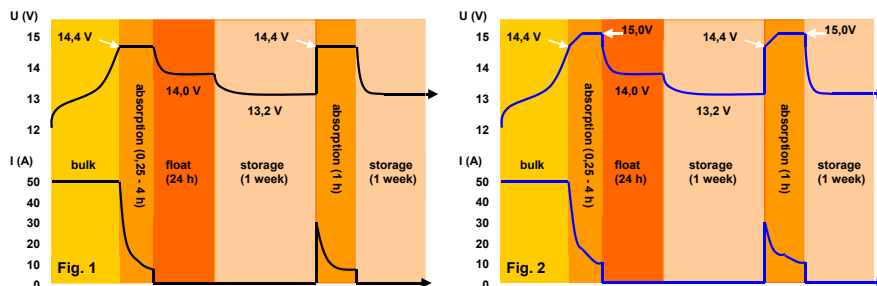 U (V)
15
14
13
12
I (A)
50
40
30
20
10
0
14,4 V
14,4 V
14,0 V
13,2 V
bulk
absorption (0,25 - 4 h)
float
(24 h)
storage
(1 week)
absorption (1 h)
storage
(1 week)
Fig. 1
U (V)
15
14
13
12
I (A)
50
40
30
20
10
0
14,4 V
15,0V
14,4 V
15,0V
14,0 V
13,2 V
bulk
absorption (0,25 - 4 h)
float
(24 h)
storage
(1 week)
absorption (1 h)
storage
(1 week)
Fig. 2